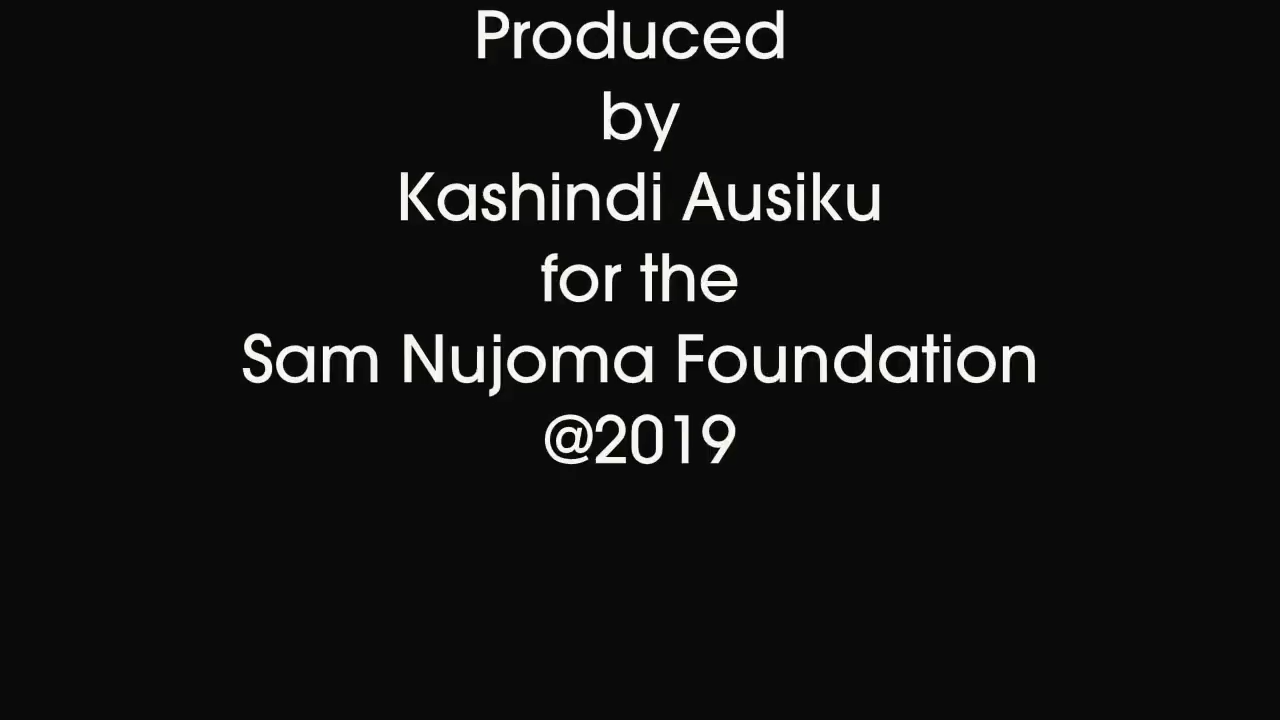 Produced
by
Kashindi Ausiku
for the
Sam Nujoma Foundation
@2019